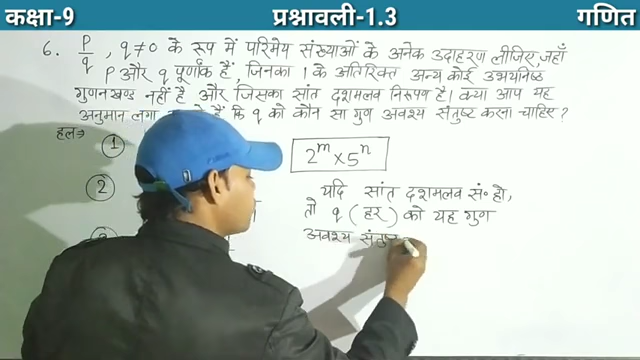 कक्षा-9 प्रश्नावली-1.3 गणित
6. p/q, q≠0 के रूप में परिमेय संख्याओं के अनेक उदाहरण लीजिए, जहाँ
p और q पूर्णांक हैं, जिनका 1 के अतिरिक्त अन्य कोई उभयनिष्ठ
गुणनखण्ड नहीं है और जिसका सांत दशमलव निरूपण है। क्या आप यह
अनुमान लगा हैं कि q को कौन सा गुण अवश्य संतुष्ट करना चाहिए?
हल⇒ ①
2^m × 5^n
②
यदि सांत दशमलव सं॰ हो,
तो q (हर) को यह गुण
अवश्य संतुष्ट